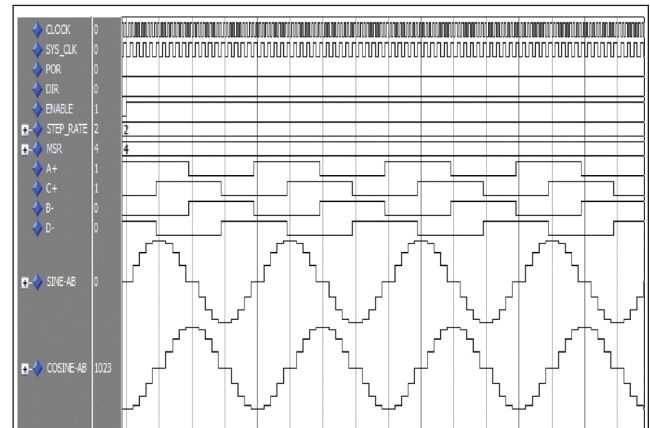 CLOCK 0
SYS_CLK 0
POR 0
DIR 0
ENABLE 1
STEP_RATE 2 2
MSR 4 4
A+ 1
C+ 1
B- 0
D- 0
SINE-AB 0
COSINE-AB 1023